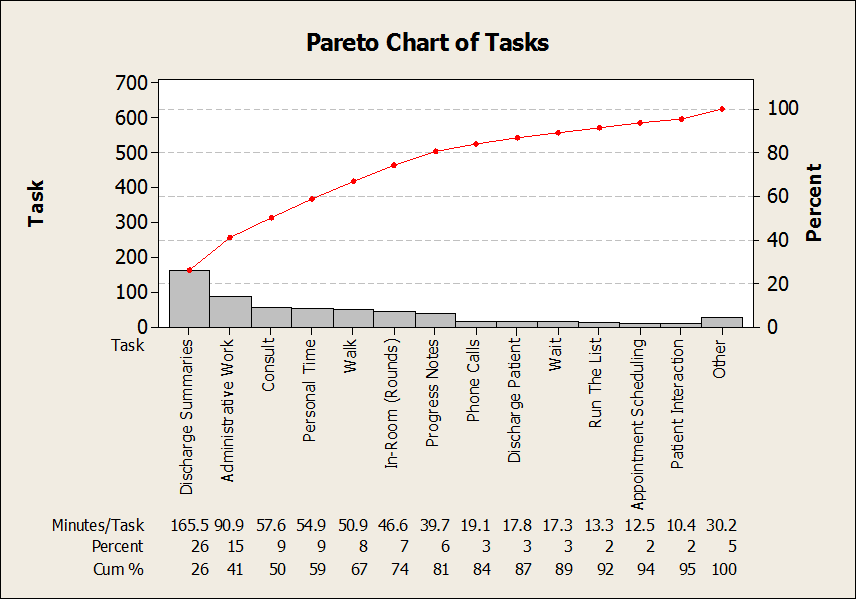 Pareto Chart of Tasks
700
600
500
400
300
200
100
0
Task
100
80
60
40
20
0
Percent
Task
Discharge Summaries
Administrative Work
Consult
Personal Time
Walk
In-Room (Rounds)
Progress Notes
Phone Calls
Discharge Patient
Wait
Run The List
Appointment Scheduling
Patient Interaction
Other
Minutes/Task 165.5 90.9 57.6 54.9 50.9 46.6 39.7 19.1 17.8 17.3 13.3 12.5 10.4 30.2
Percent 26 15 9 9 8 7 6 3 3 3 2 2 2 5
Cum % 26 41 50 59 67 74 81 84 87 89 92 94 95 100